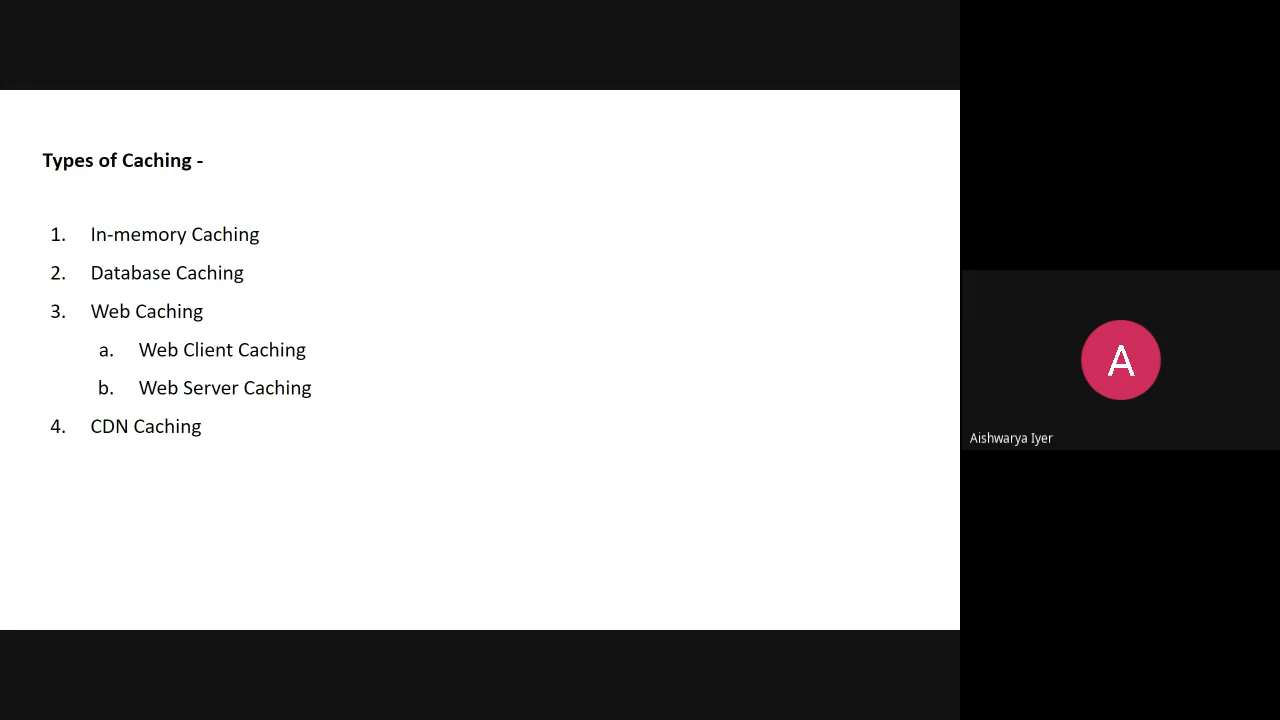 Types of Caching -
1. In-memory Caching
2. Database Caching
3. Web Caching
a. Web Client Caching
b. Web Server Caching
4. CDN Caching
A
Aishwarya Iyer